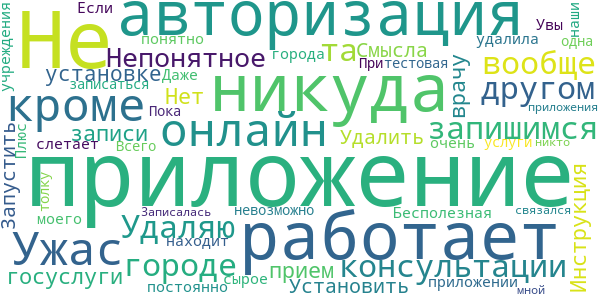 Если
Не
авторизация
Увы
наши
учреждения
понятно
Непонятное
та
Смысла
удалила
одна
города
установке
Даже
При
тестовая
вообще
записаться
никуда
врачу
другом
кроме
Нет
Пока
приложения
онлайн
запишимся
Запустить
Плюс
записи
Удалить
слетает
Всего
очень
услуги
никто
приложение
Инструкция
толку
моего
Записалась
невозможно
Бесполезная
связался
Удаляю
работает
Ужас
находит
городе
консультации
госуслуги
прием
сырое
постоянно
Установить
приложении
мной